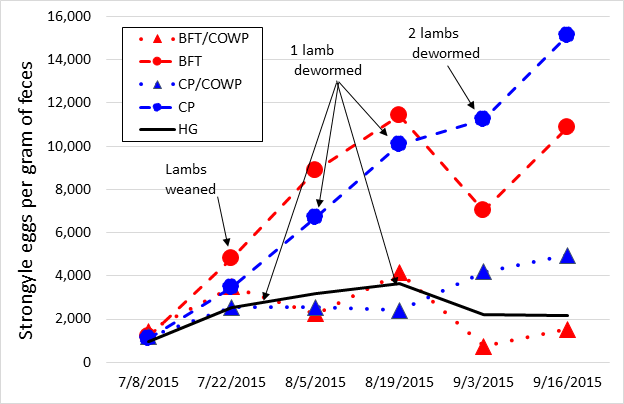 16,000
14,000
12,000
10,000
8,000
6,000
4,000
2,000
0
Strongyle eggs per gram of feces
BFT/COWP
BFT
CP/COWP
CP
HG
1 lamb
dewormed
2 lambs
dewormed
Lambs
weaned
7/8/2015 7/22/2015 8/5/2015 8/19/2015 9/3/2015 9/16/2015